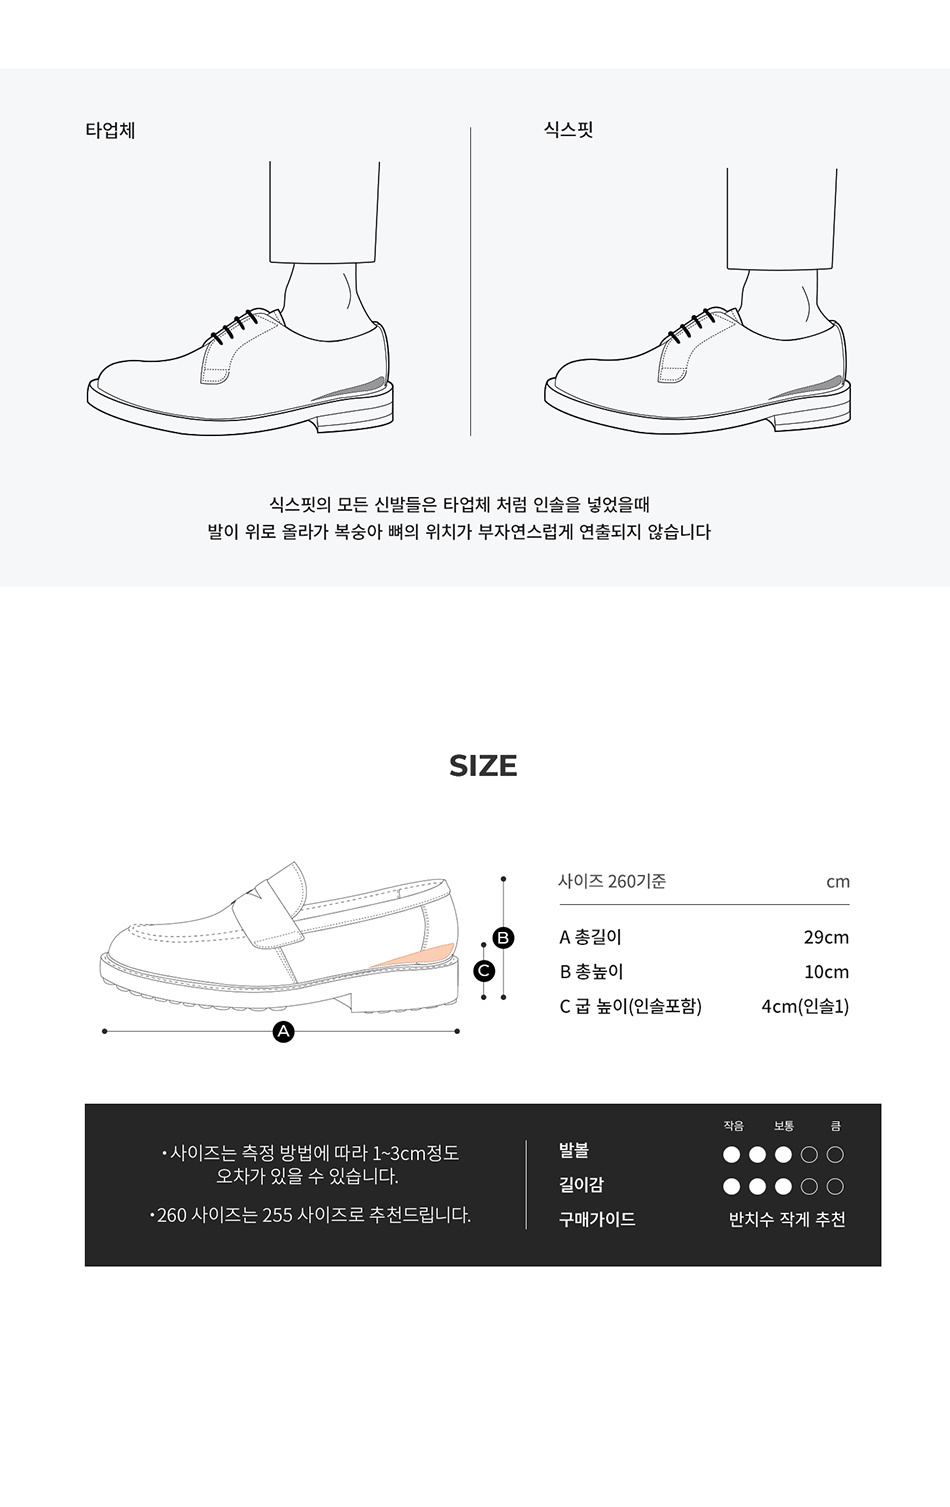 타업체
식스핏
식스핏의 모든 신발들은 타업체 처럼 인솔을 넣었을때
발이 위로 올라가 복숭아 뼈의 위치가 부자연스럽게 연출되지 않습니다
SIZE
사이즈 260기준 cm
A 총길이 29cm
B 총높이 10cm
C 굽 높이(인솔포함) 4cm(인솔1)
B
C
A
•사이즈는 측정 방법에 따라 1~3cm정도
오차가 있을 수 있습니다.
•260 사이즈는 255 사이즈로 추천드립니다.
작음 보통 큼
발볼
길이감
구매가이드 반치수 작게 추천